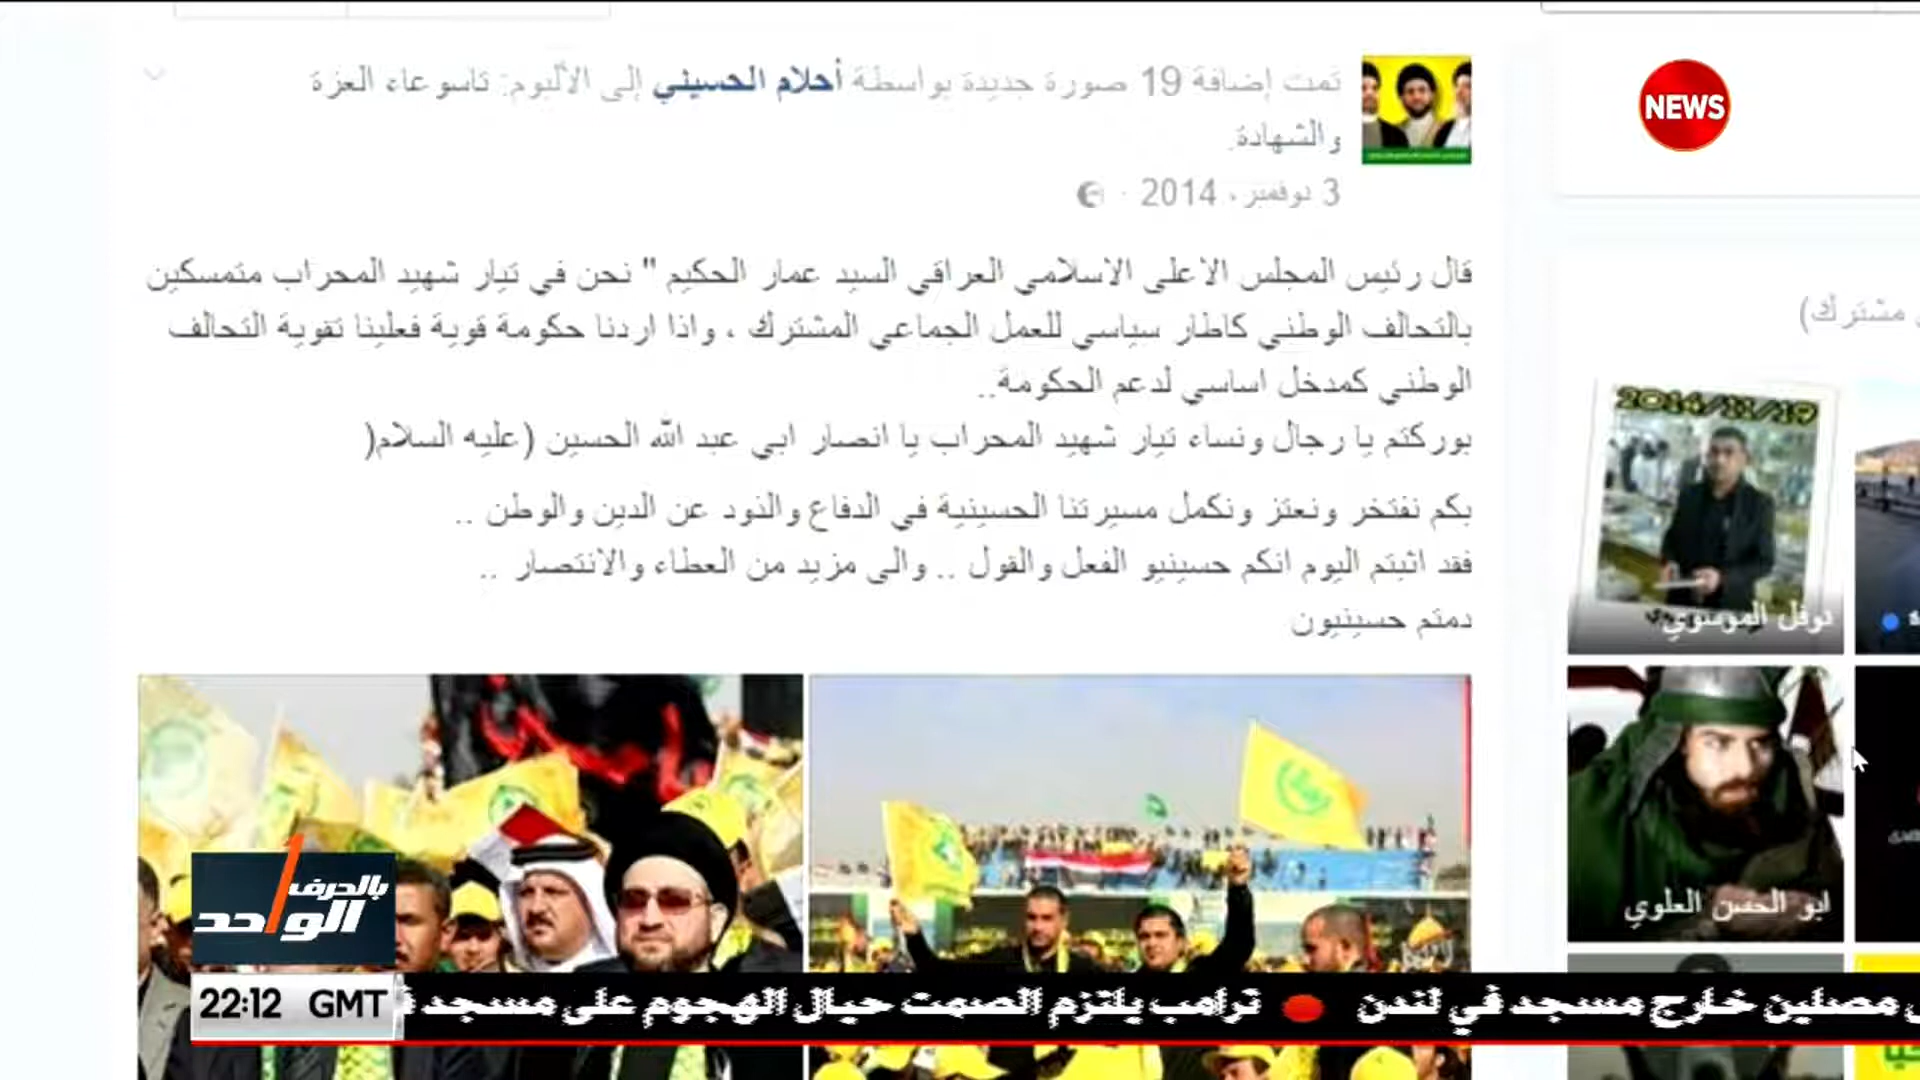 تمت إضافة 19 صورة جديدة بواسطة أحلام الحسيني إلى الألبوم: تاسوعاء العزة
والشهادة.
3 نوفمبر، 2014 ·
قال رئيس المجلس الاعلى الاسلامي العراقي السيد عمار الحكيم " نحن في تيار شهيد المحراب متمسكين
بالتحالف الوطني كاطار سياسي للعمل الجماعي المشترك ، واذا اردنا حكومة قوية فعلينا تقوية التحالف
الوطني كمدخل اساسي لدعم الحكومة..
بوركتم يا رجال ونساء تيار شهيد المحراب يا انصار ابي عبد الله الحسين (عليه السلام(
بكم نفتخر ونعتز ونكمل مسيرتنا الحسينية في الدفاع والذود عن الدين والوطن ..
فقد اثبتم اليوم انكم حسينيو الفعل والقول .. والى مزيد من العطاء والانتصار ..
دمتم حسينيون
NEWS
مشترك)
2014/11/19
نوفل الموسوي
ابو الحسن العلوي
بالحرف
الواحد
22:12 GMT
مصلين خارج مسجد في لندن
ترامب يلتزم الصمت حيال الهجوم على مسجد